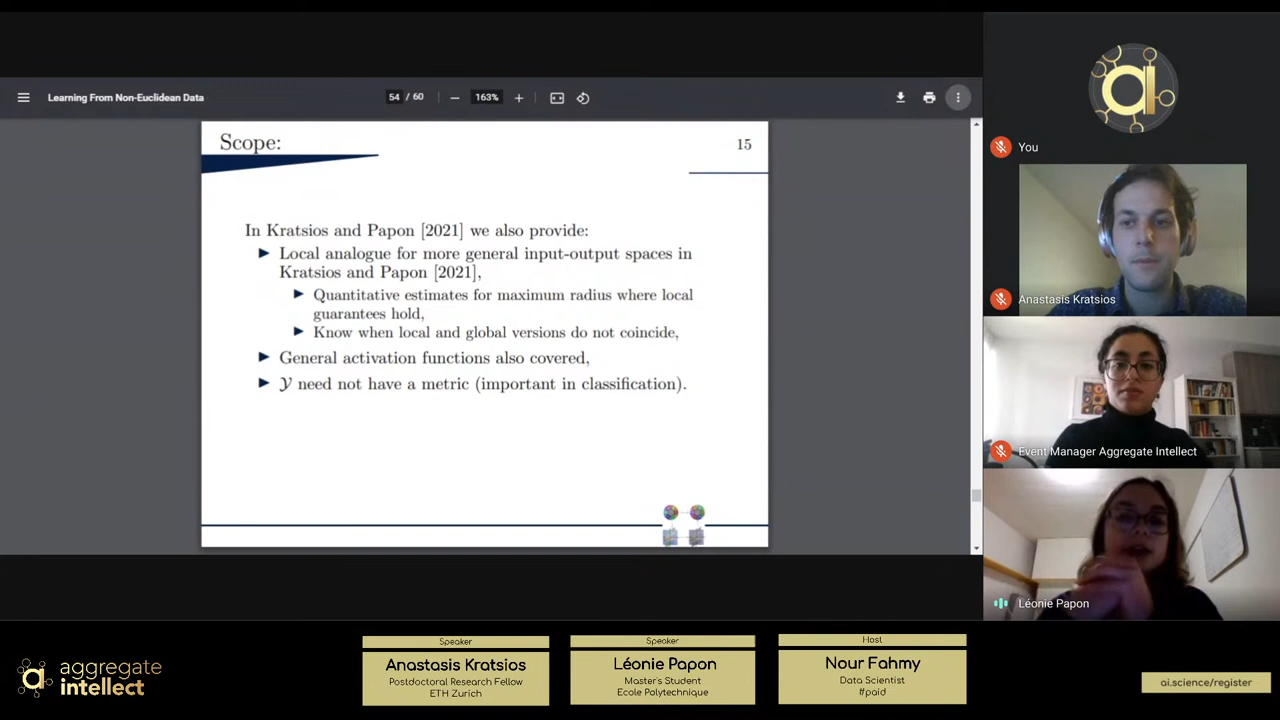 Learning From Non-Euclidean Data
54 / 60
163%
Scope:
15
In Kratsios and Papon [2021] we also provide:
Local analogue for more general input-output spaces in
Kratsios and Papon [2021],
Quantitative estimates for maximum radius where local
guarantees hold,
Know when local and global versions do not coincide,
General activation functions also covered,
𝒴 need not have a metric (important in classification).
You
Anastasis Kratsios
Event Manager Aggregate Intellect
Léonie Papon
aggregate
intellect
Speaker
Anastasis Kratsios
Postdoctoral Research Fellow
ETH Zurich
Speaker
Léonie Papon
Master's Student
Ecole Polytechnique
Host
Nour Fahmy
Data Scientist
#paid
ai.science/register